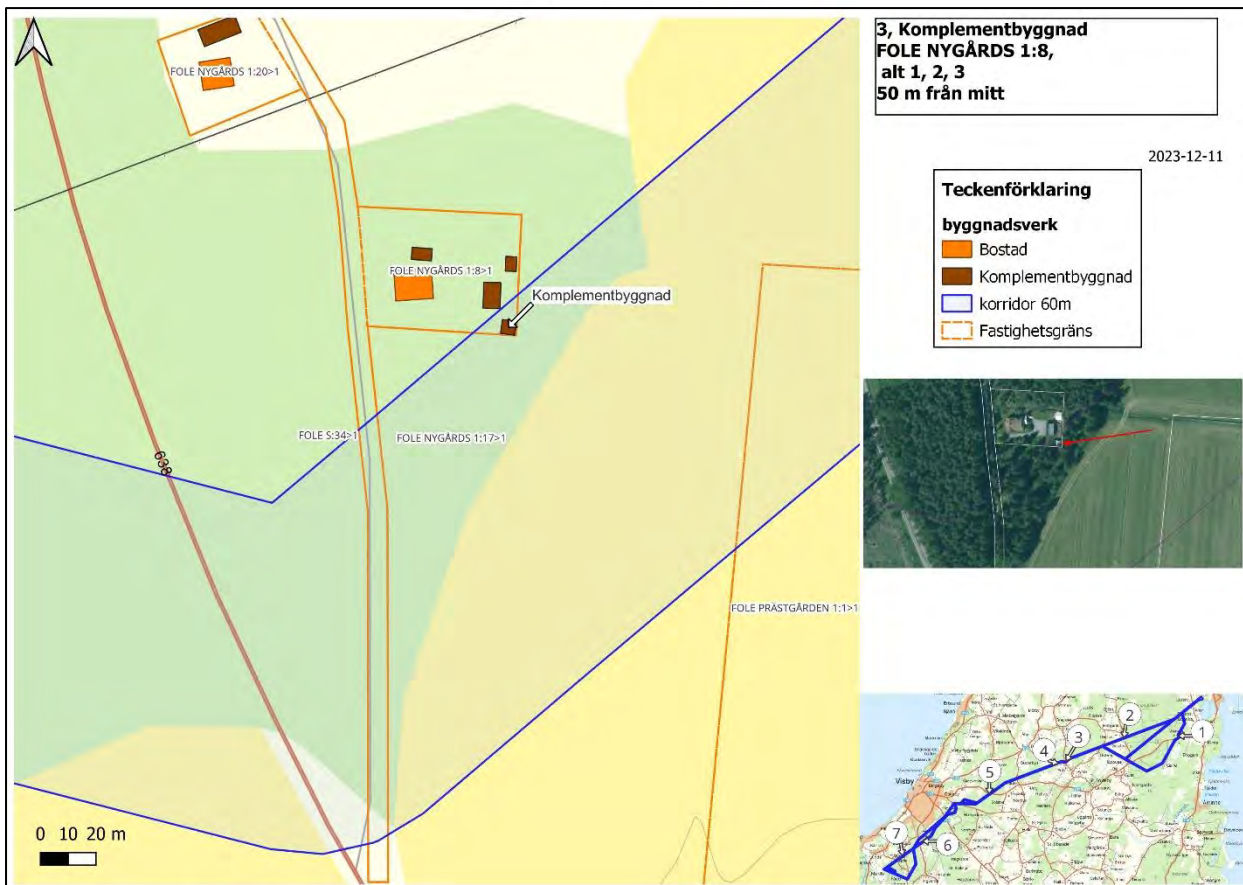 3, Komplementbyggnad
FOLE NYGÅRDS 1:8,
alt 1, 2, 3
50 m från mitt
2023-12-11
Teckenförklaring
byggnadsverk
Bostad
Komplementbyggnad
korridor 60m
Fastighetsgräns
FOLE NYGÅRDS 1:20>1
FOLE NYGÅRDS 1:8>1
Komplementbyggnad
FOLE S:34>1
FOLE NYGÅRDS 1:17>1
638
FOLE PRÄSTGÅRDEN 1:1>1
0 10 20 m
2
1
3
4
5
Visby
7
6